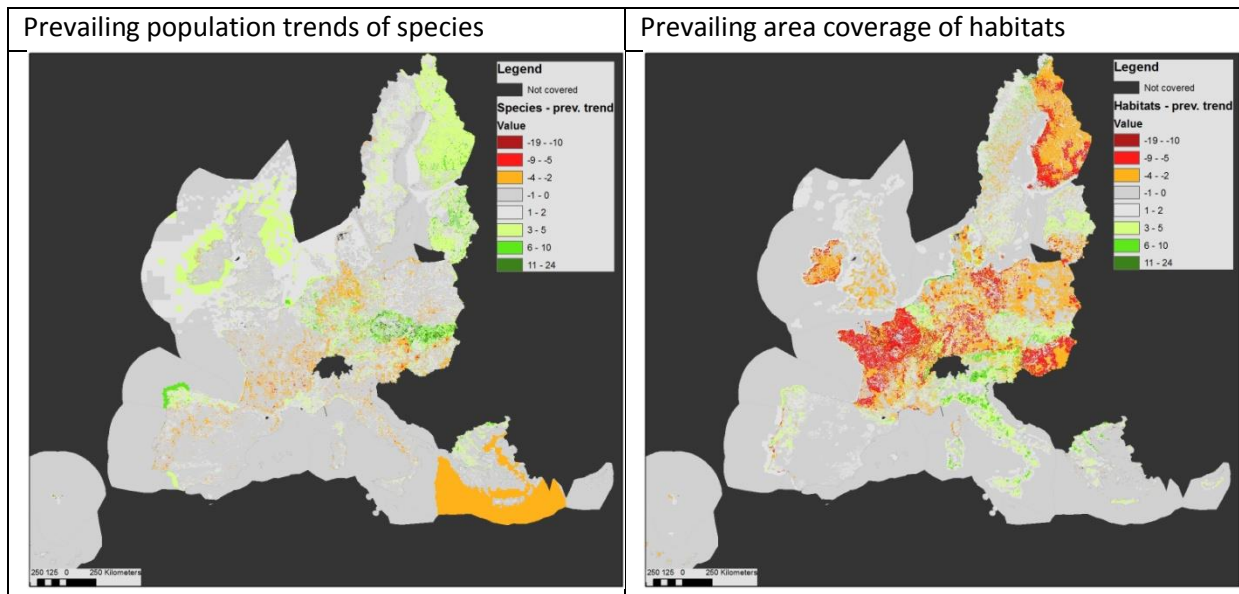 Prevailing population trends of species
Prevailing area coverage of habitats
Legend
Not covered
Species - prev. trend
Value
-19 - -10
-9 - -5
-4 - -2
-1 - 0
1 - 2
3 - 5
6 - 10
11 - 24
250 125 0 250 Kilometers
Legend
Not covered
Habitats - prev. trend
Value
-19 - -10
-9 - -5
-4 - -2
-1 - 0
1 - 2
3 - 5
6 - 10
11 - 24
250 125 0 250 Kilometers